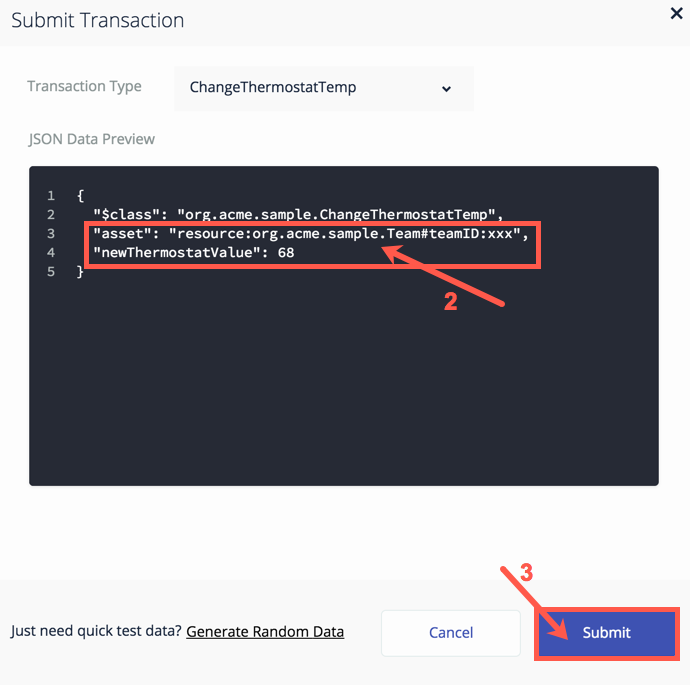 Submit Transaction
Transaction Type
ChangeThermostatTemp
JSON Data Preview
1 {
2 "$class": "org.acme.sample.ChangeThermostatTemp",
3 "asset": "resource:org.acme.sample.Team#teamID:xxx",
4 "newThermostatValue": 68
5 }
2
3
Just need quick test data? Generate Random Data
Cancel
Submit